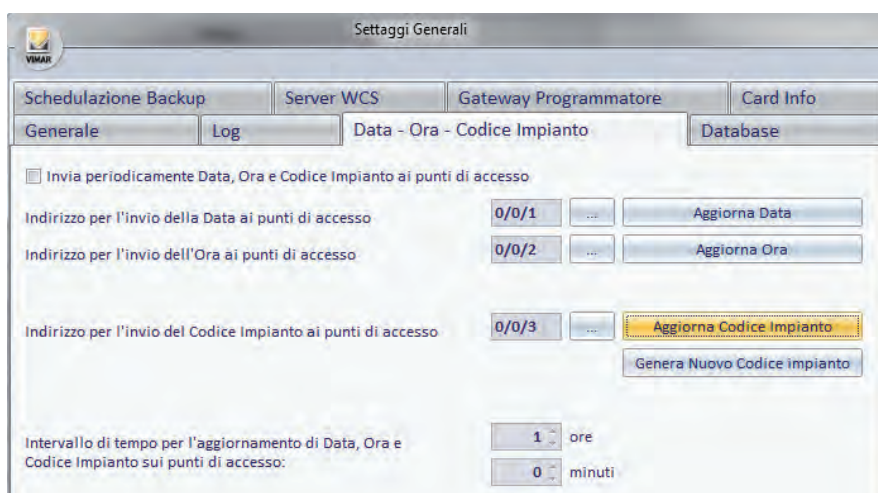 Settaggi Generali
VIMAR
Schedulazione Backup Server WCS Gateway Programmatore Card Info
Generale Log Data - Ora - Codice Impianto Database
Invia periodicamente Data, Ora e Codice Impianto ai punti di accesso
Indirizzo per l'invio della Data ai punti di accesso 0/0/1 ... Aggiorna Data
Indirizzo per l'invio dell'Ora ai punti di accesso 0/0/2 ... Aggiorna Ora
Indirizzo per l'invio del Codice Impianto ai punti di accesso 0/0/3 ... Aggiorna Codice Impianto
Genera Nuovo Codice impianto
Intervallo di tempo per l'aggiornamento di Data, Ora e 1 ore
Codice Impianto sui punti di accesso: 0 minuti